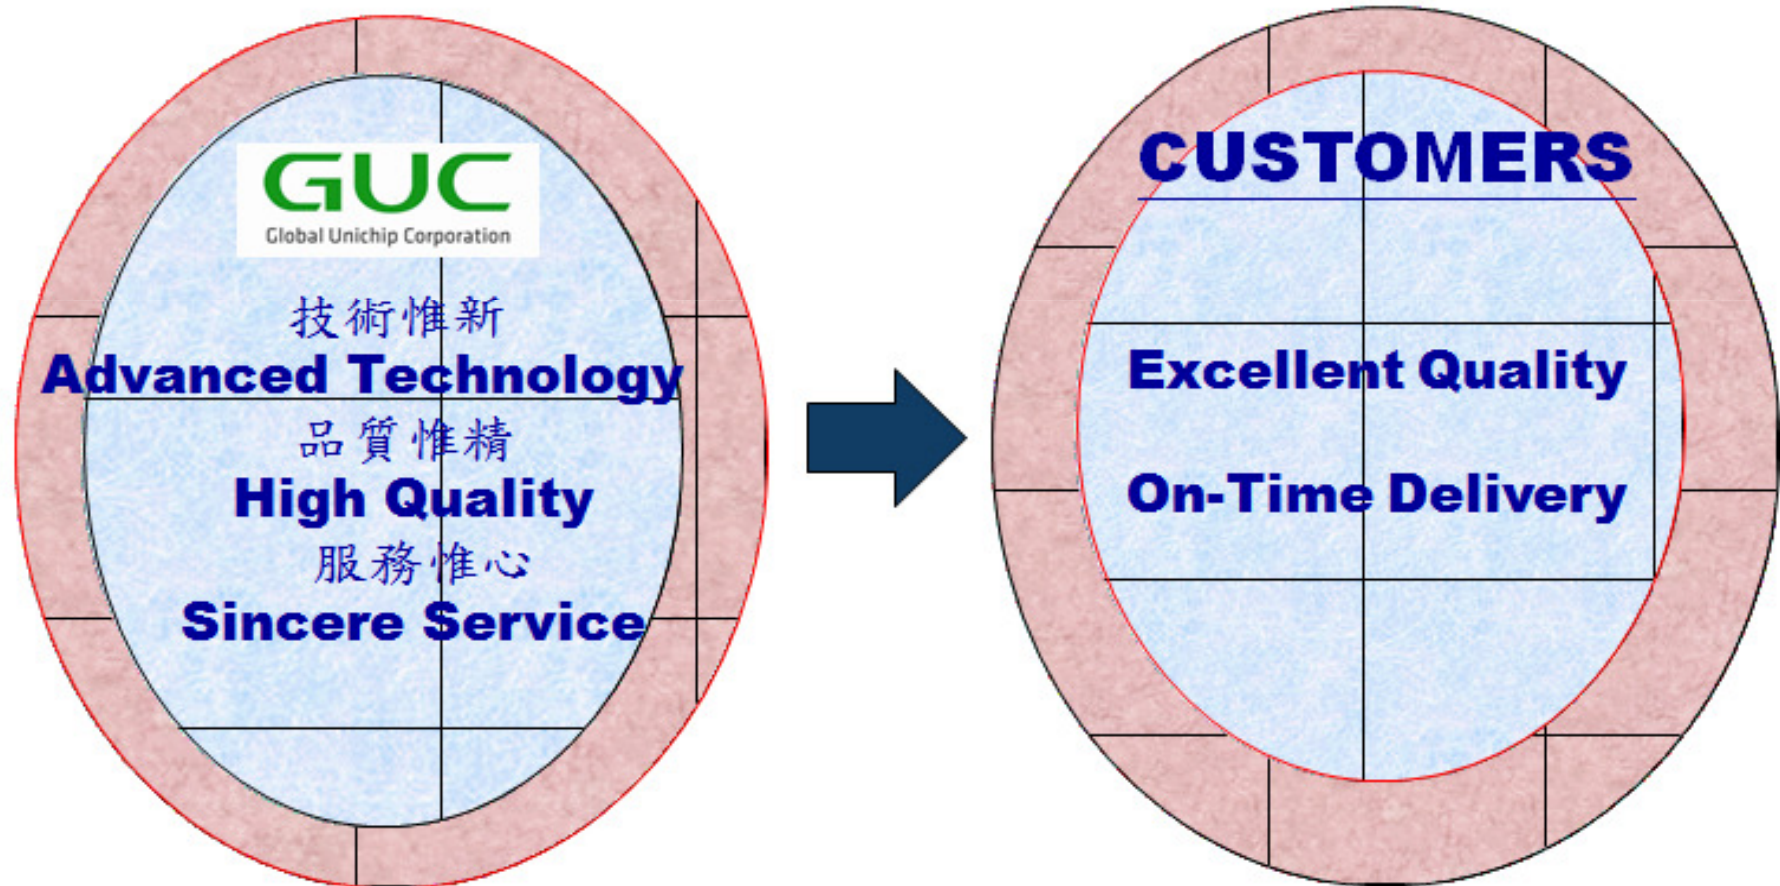 GUC
Global Unichip Corporation
技術惟新
Advanced Technology
品質惟精
High Quality
服務惟心
Sincere Service
CUSTOMERS
Excellent Quality
On-Time Delivery